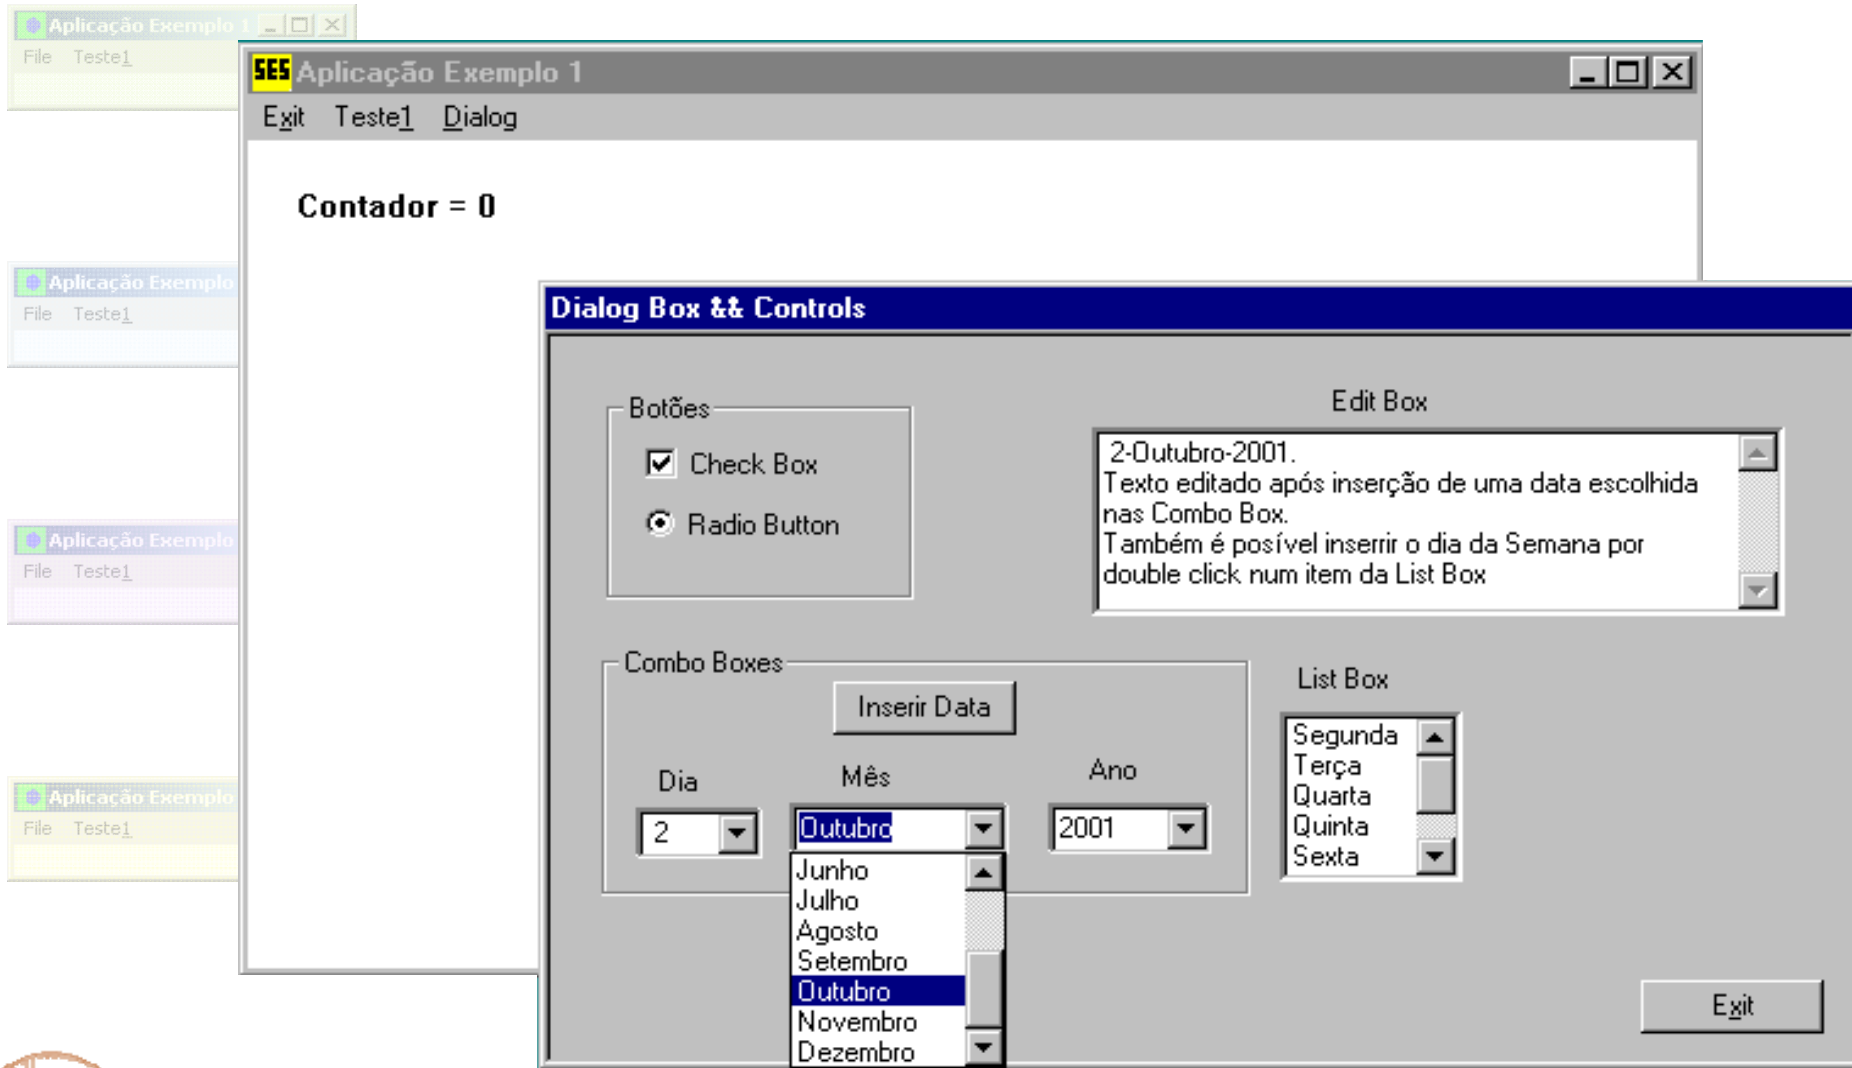 Aplicação Exemplo 1
File Teste1
SES Aplicação Exemplo 1
Exit Teste1 Dialog
Contador = 0
Aplicação Exemplo
File Teste1
Aplicação Exemplo
File Teste1
Aplicação Exemplo
File Teste1
Dialog Box && Controls
Botões
Check Box
Radio Button
Edit Box
2-Outubro-2001.
Texto editado após inserção de uma data escolhida
nas Combo Box.
Também é posível inserrir o dia da Semana por
double click num item da List Box
Combo Boxes
Inserir Data
Dia
Mês
Ano
2
Outubro
2001
Junho
Julho
Agosto
Setembro
Outubro
Novembro
Dezembro
List Box
Segunda
Terça
Quarta
Quinta
Sexta
Exit